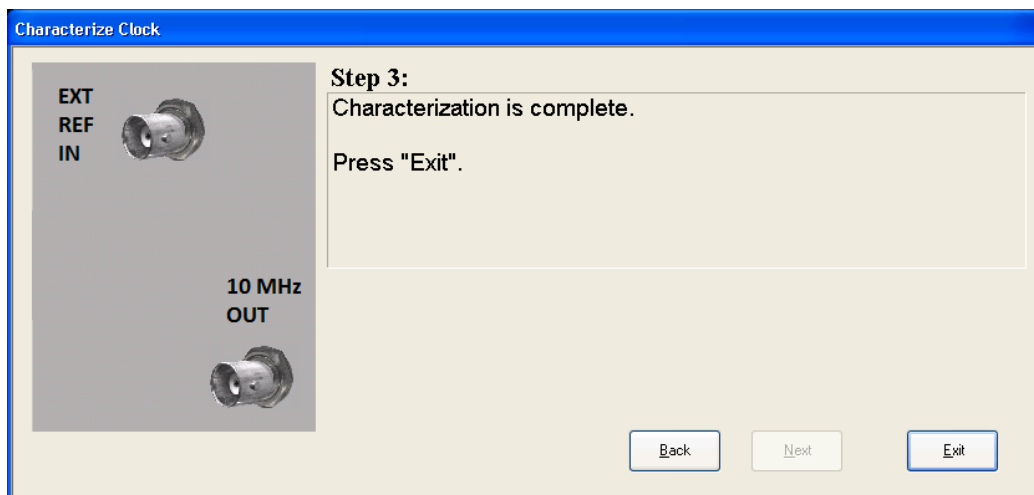 Characterize Clock
EXT
REF
IN
10 MHz
OUT
Step 3:
Characterization is complete.
Press "Exit".
Back
Next
Exit